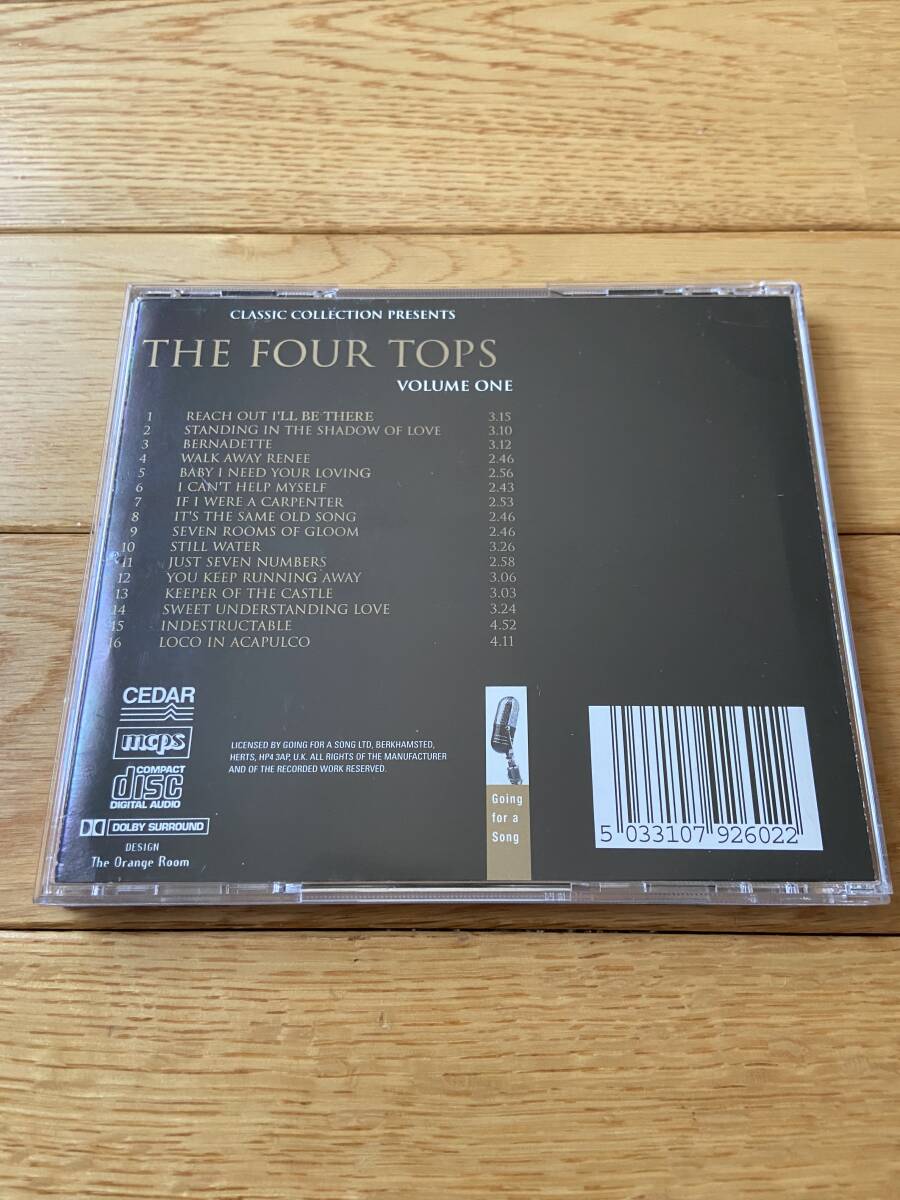 CLASSIC COLLECTION PRESENTS
THE FOUR TOPS
VOLUME ONE
1 REACH OUT I'LL BE THERE 3.15
2 STANDING IN THE SHADOW OF LOVE 3.10
3 BERNADETTE 3.12
4 WALK AWAY RENEE 2.46
5 BABY I NEED YOUR LOVING 2.56
6 I CAN'T HELP MYSELF 2.43
7 IF I WERE A CARPENTER 2.53
8 IT'S THE SAME OLD SONG 2.46
9 SEVEN ROOMS OF GLOOM 2.46
10 STILL WATER 3.26
11 JUST SEVEN NUMBERS 2.58
12 YOU KEEP RUNNING AWAY 3.06
13 KEEPER OF THE CASTLE 3.03
14 SWEET UNDERSTANDING LOVE 3.24
15 INDESTRUCTABLE 4.52
16 LOCO IN ACAPULCO 4.11
CEDAR
mcps
COMPACT
disc
DIGITAL AUDIO
DOLBY SURROUND
DESIGN
The Orange Room
LICENSED BY GOING FOR A SONG LTD, BERKHAMSTED,
HERTS, HP4 3AP, U.K. ALL RIGHTS OF THE MANUFACTURER
AND OF THE RECORDED WORK RESERVED.
Going
for a
Song
5 033107 926022